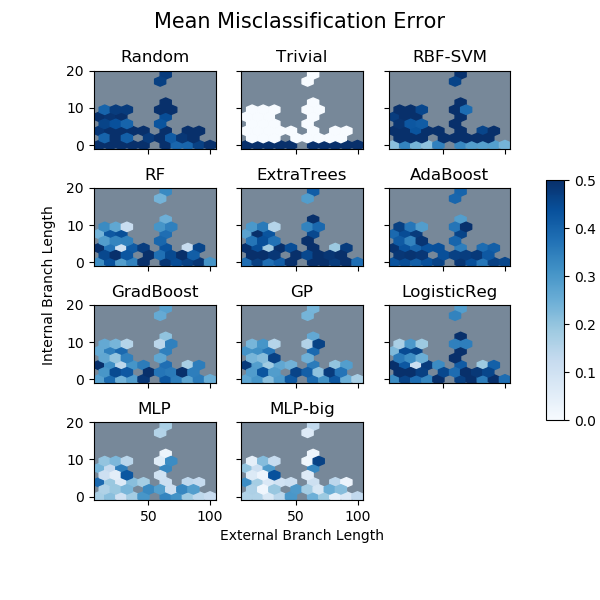 Mean Misclassification Error
Random Trivial RBF-SVM
20
10
0
RF ExtraTrees AdaBoost
20
10
0
0.5
0.4
0.3
0.2
0.1
0.0
Internal Branch Length
GradBoost GP LogisticReg
20
10
0
MLP MLP-big
20
10
0
50 100 50 100
External Branch Length